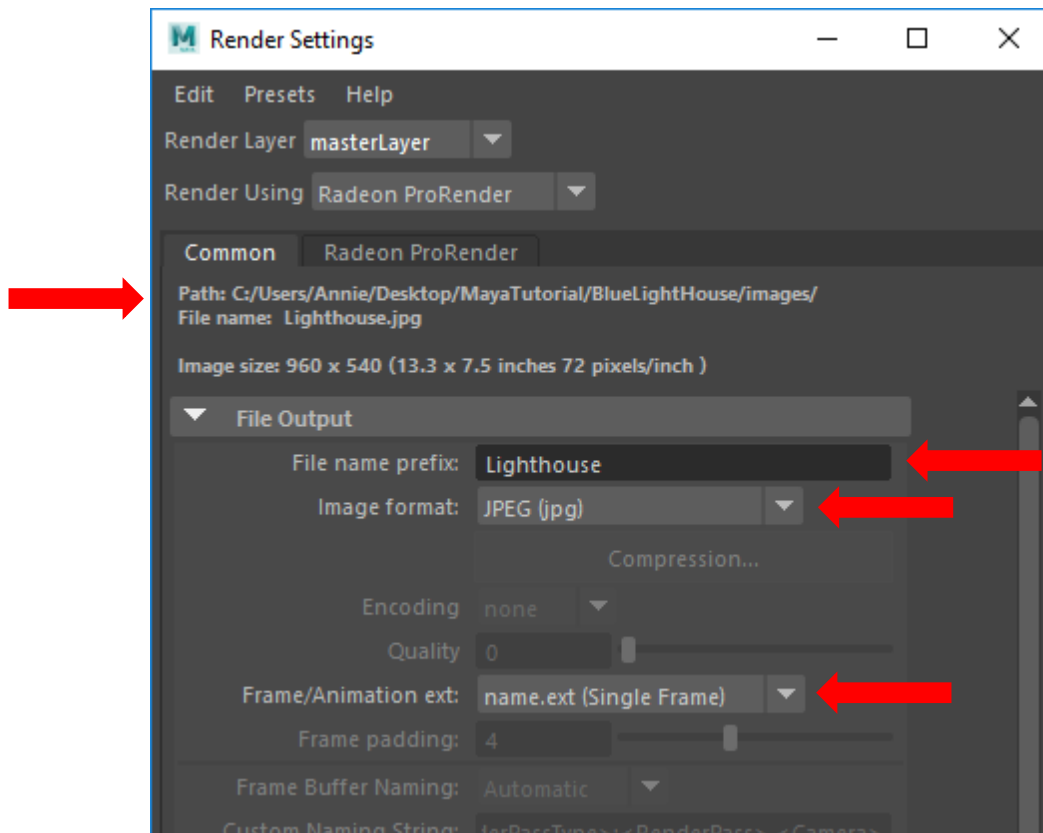 Render Settings
Edit Presets Help
Render Layer masterLayer
Render Using Radeon ProRender
Common Radeon ProRender
Path: C:/Users/Annie/Desktop/MayaTutorial/BlueLightHouse/images/
File name: Lighthouse.jpg
Image size: 960 x 540 (13.3 x 7.5 inches 72 pixels/inch )
File Output
File name prefix: Lighthouse
Image format: JPEG (jpg)
Compression...
Encoding none
Quality 0
Frame/Animation ext: name.ext (Single Frame)
Frame padding: 4
Frame Buffer Naming: Automatic
Custom Naming String: